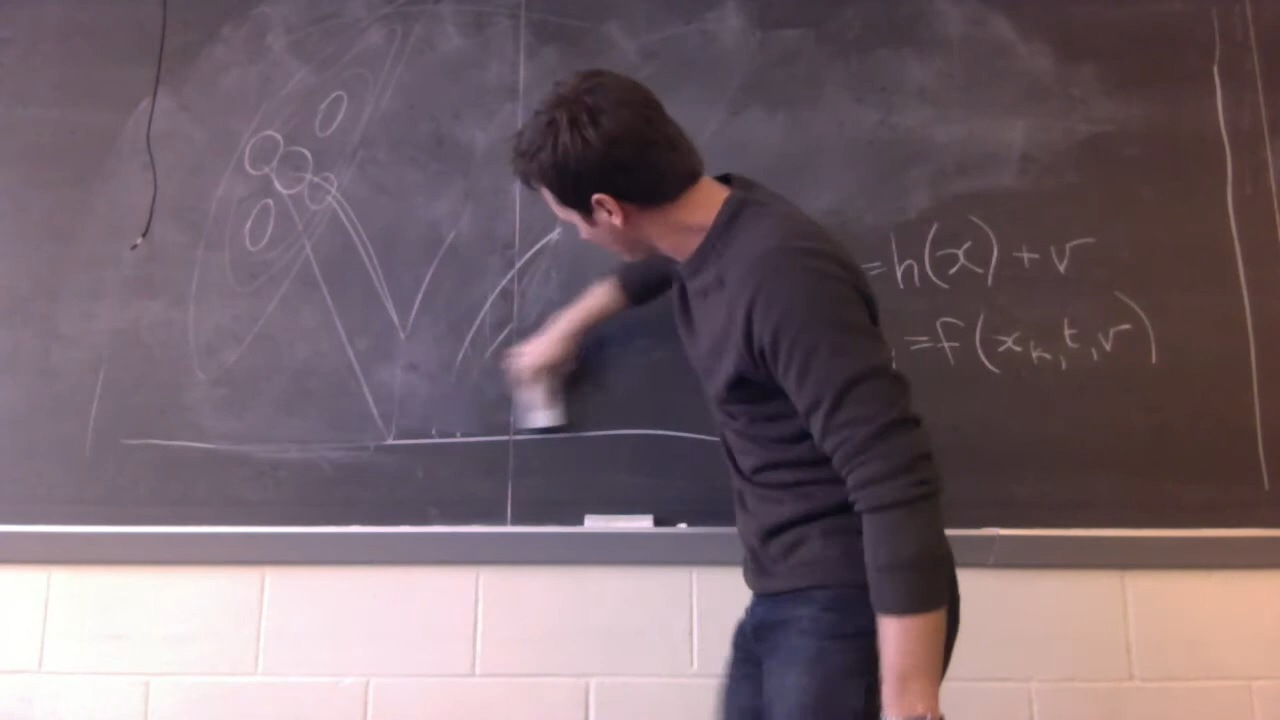 =h(x)+v
=f(xₖ,t,v)